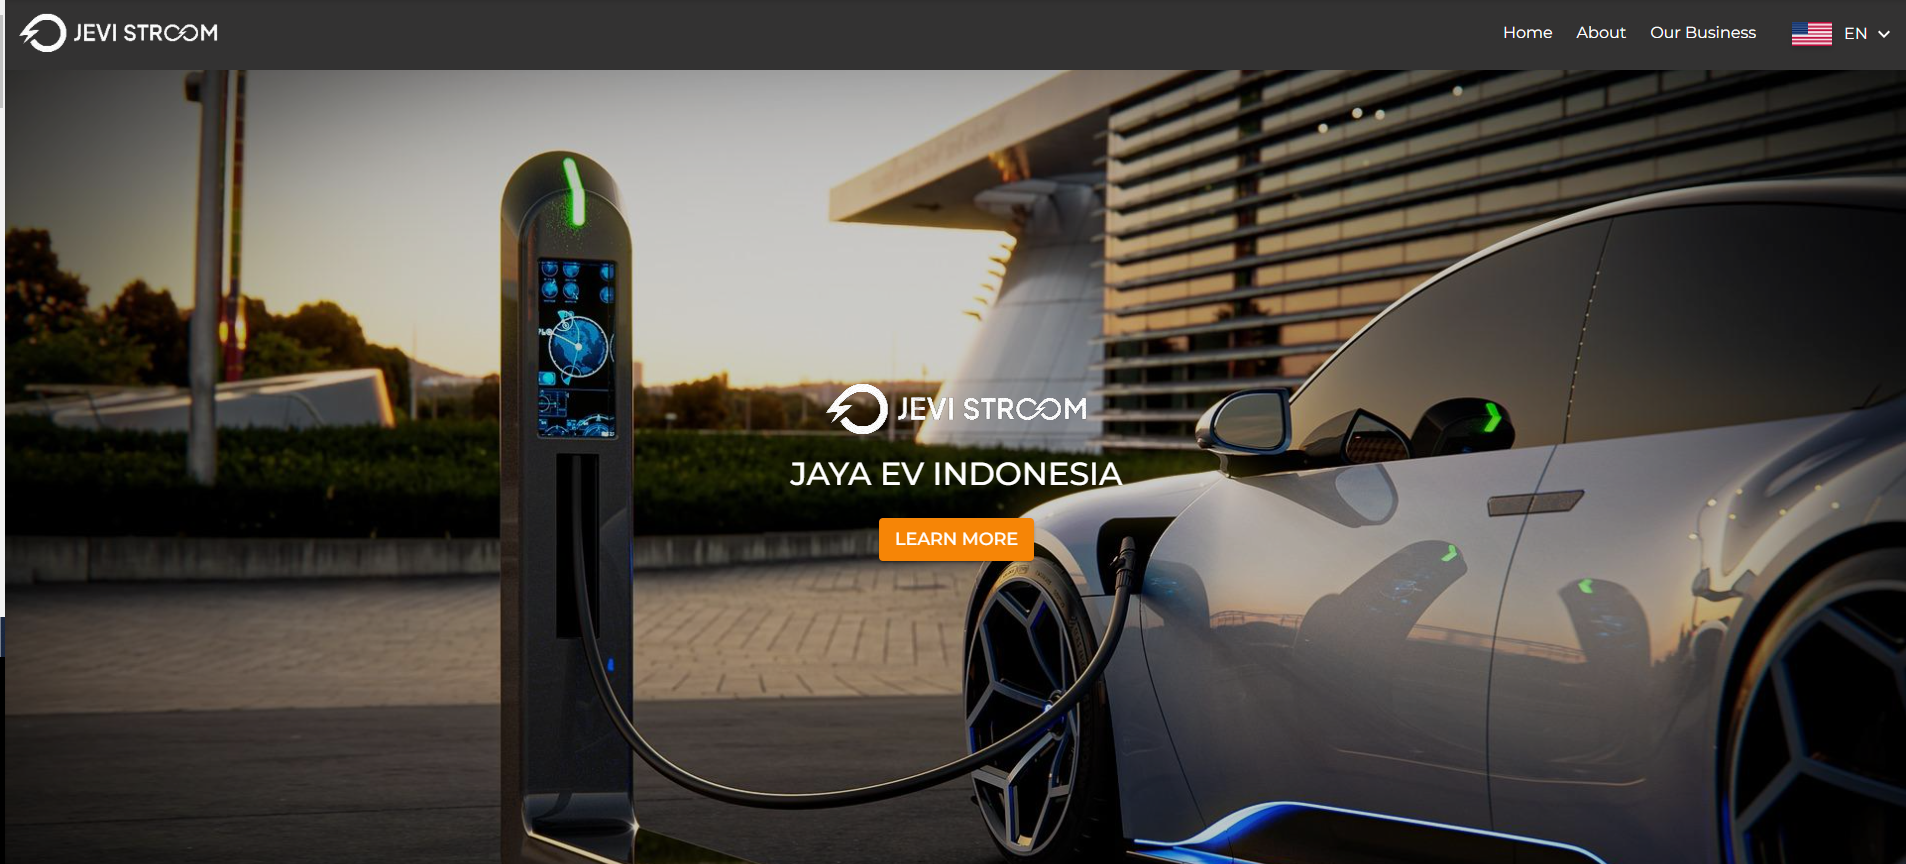 JEVI STROOM
Home About Our Business EN
JEVI STROOM
JAYA EV INDONESIA
LEARN MORE